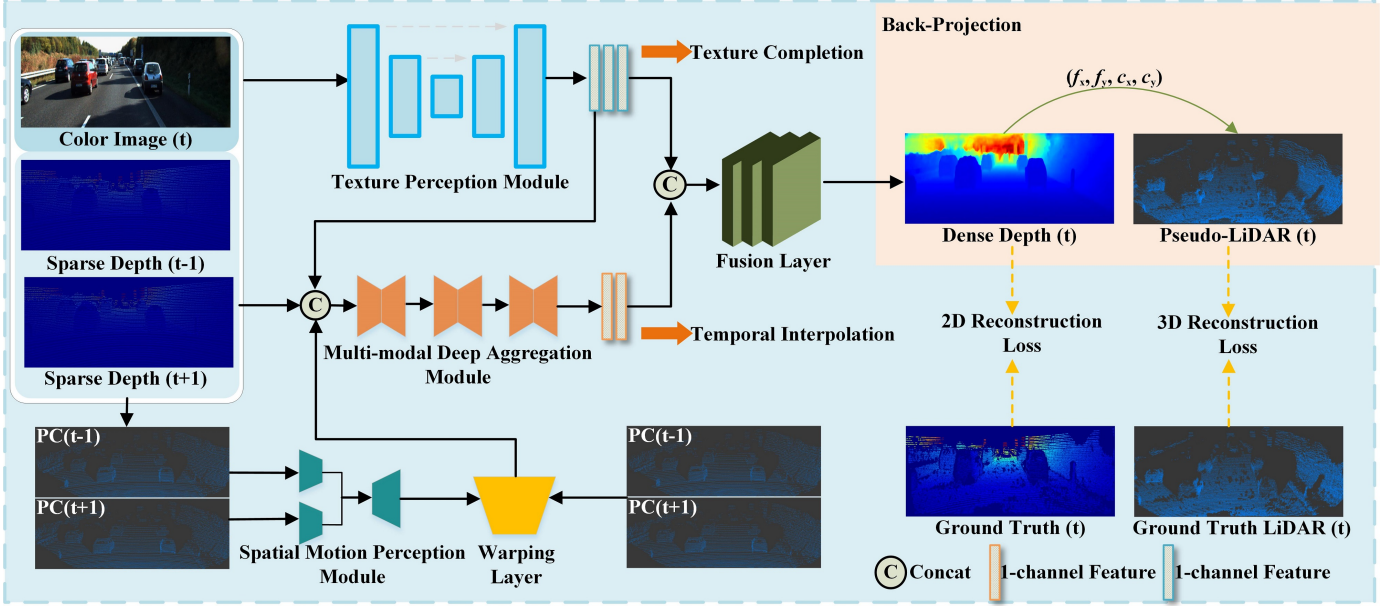 Color Image (t)
Sparse Depth (t-1)
Sparse Depth (t+1)
Texture Perception Module
Texture Completion
C
Fusion Layer
C
Multi-modal Deep Aggregation
Module
Temporal Interpolation
Back-Projection
(fx, fy, cx, cy)
Dense Depth (t)
Pseudo-LiDAR (t)
2D Reconstruction
Loss
3D Reconstruction
Loss
PC(t-1)
PC(t+1)
Spatial Motion Perception
Module
Warping
Layer
PC(t-1)
PC(t+1)
Ground Truth (t)
Ground Truth LiDAR (t)
C Concat
1-channel Feature
1-channel Feature